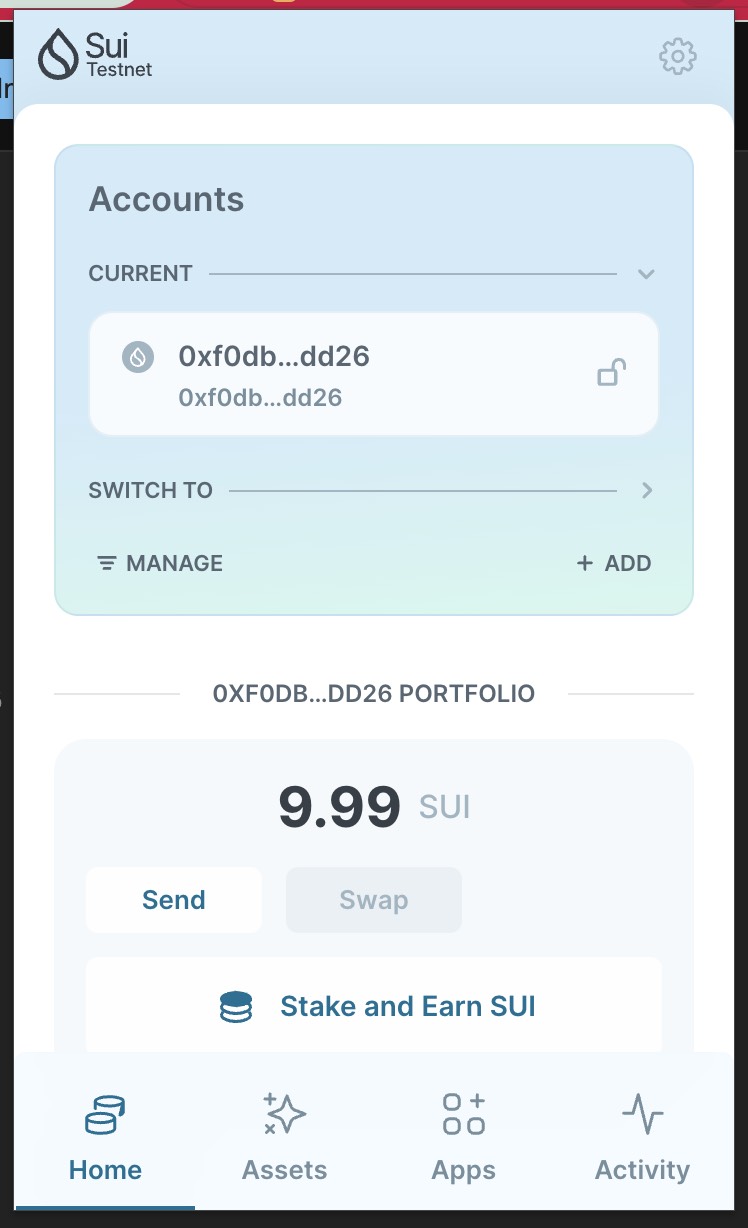 Sui
Testnet
Accounts
CURRENT
0xf0db...dd26
0xf0db...dd26
SWITCH TO
MANAGE
+ ADD
0XF0DB...DD26 PORTFOLIO
9.99 SUI
Send
Swap
Stake and Earn SUI
Home
Assets
Apps
Activity